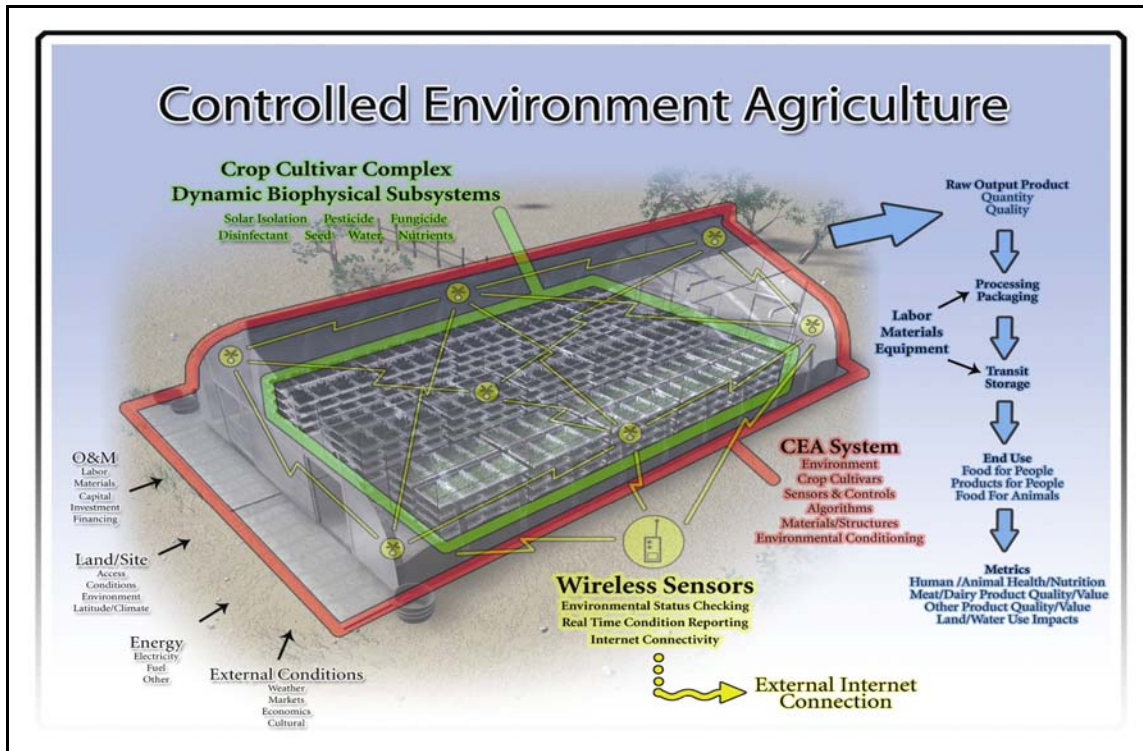 Controlled Environment Agriculture
Crop Cultivar Complex
Dynamic Biophysical Subsystems
Solar Isolation Pesticide Fungicide
Disinfectant Seed Water Nutrients
Raw Output Product
Quantity
Quality
Processing
Packaging
Labor
Materials
Equipment
Transit
Storage
End Use
Food for People
Products for People
Food For Animals
Metrics
Human /Animal Health/Nutrition
Meat/Dairy Product Quality/Value
Other Product Quality/Value
Land/Water Use Impacts
CEA System
Environment
Crop Cultivars
Sensors & Controls
Algorithms
Materials/Structures
Environmental Conditioning
O&M
Labor
Materials
Capital
Investment
Financing
Land/Site
Access
Conditions
Environment
Latitude/Climate
Energy
Electricity
Fuel
Other
External Conditions
Weather
Markets
Economics
Cultural
Wireless Sensors
Environmental Status Checking
Real Time Condition Reporting
Internet Connectivity
External Internet
Connection